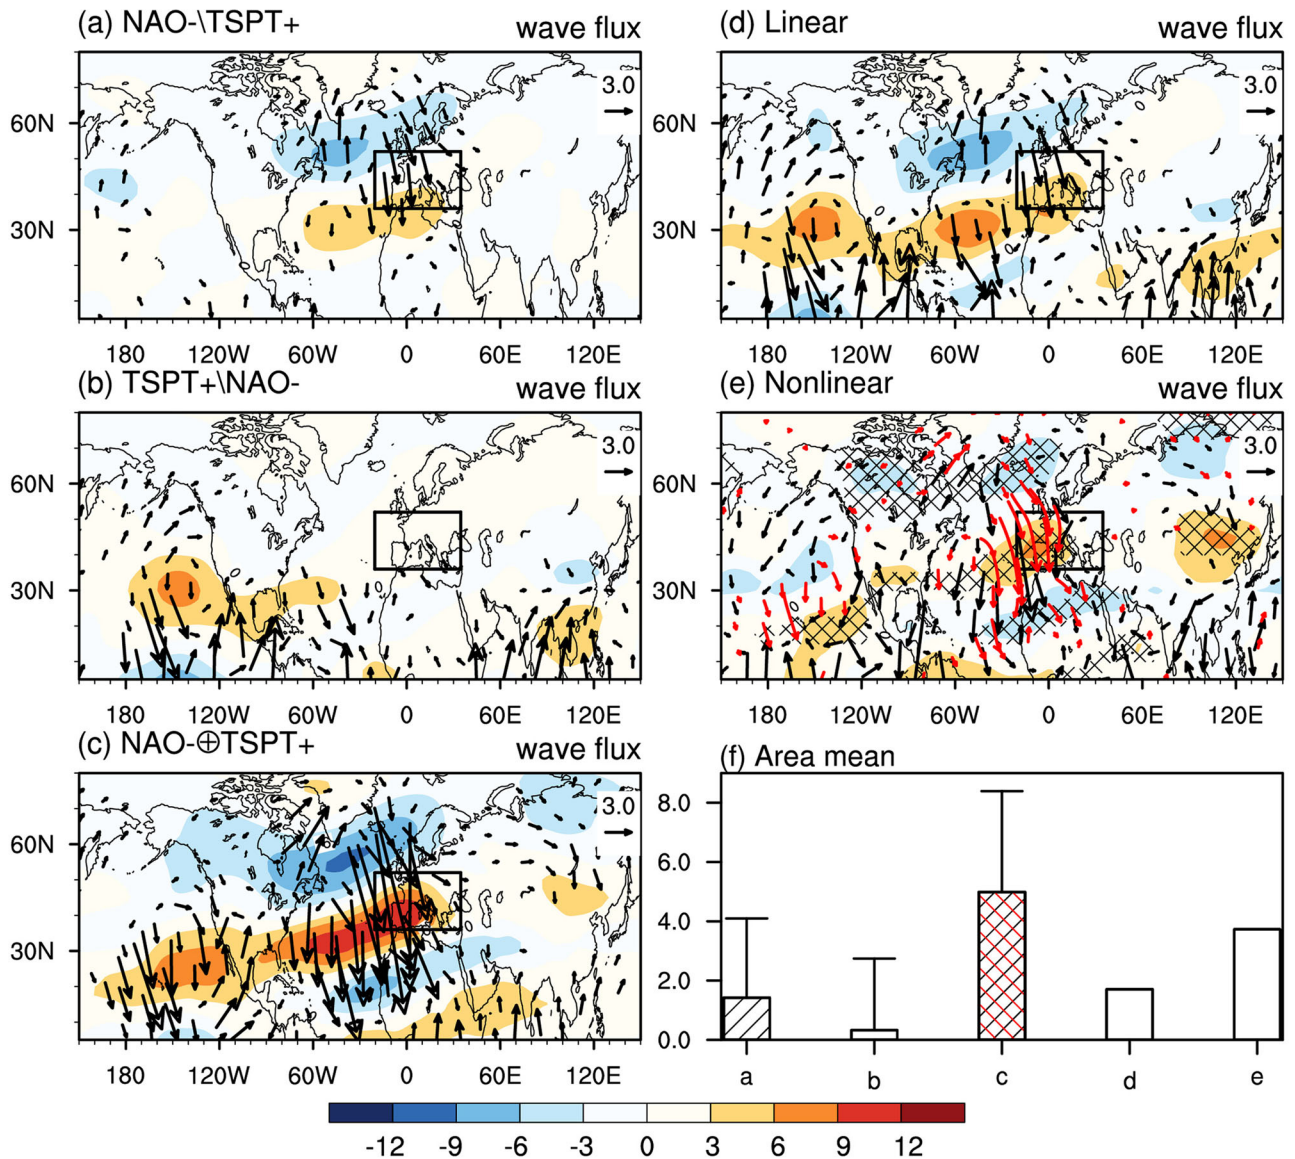 (a) NAO-\TSPT+ wave flux
3.0
60N
30N
180 120W 60W 0 60E 120E
(d) Linear wave flux
3.0
60N
30N
180 120W 60W 0 60E 120E
(b) TSPT+\NAO- wave flux
3.0
60N
30N
180 120W 60W 0 60E 120E
(e) Nonlinear wave flux
3.0
60N
30N
180 120W 60W 0 60E 120E
(c) NAO-⊕TSPT+ wave flux
3.0
60N
30N
180 120W 60W 0 60E 120E
(f) Area mean
8.0
6.0
4.0
2.0
0.0
a b c d e
-12 -9 -6 -3 0 3 6 9 12